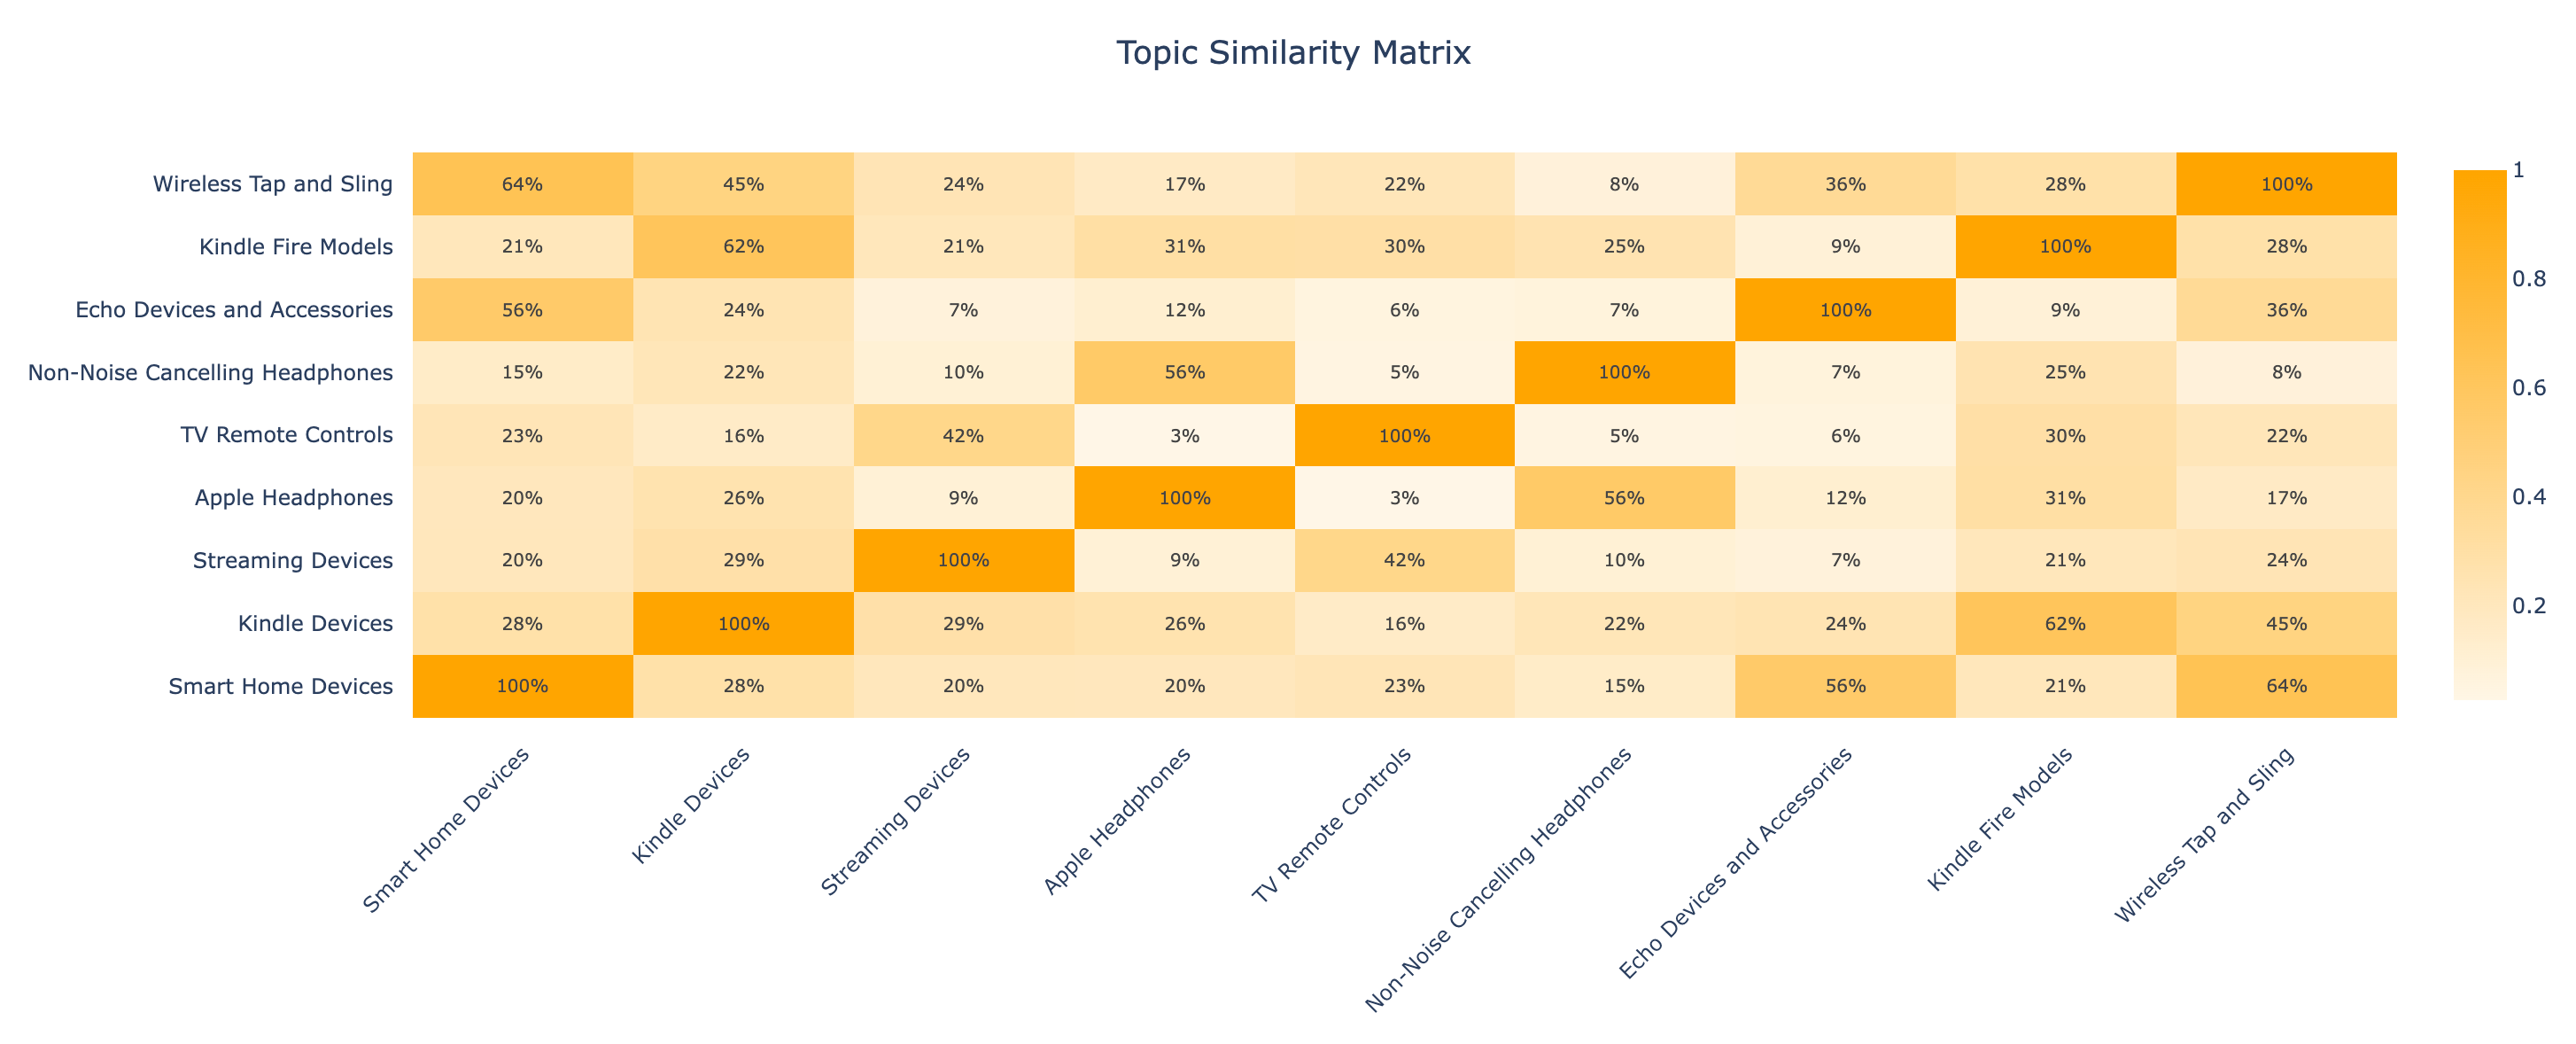 Topic Similarity Matrix
Wireless Tap and Sling 64% 45% 24% 17% 22% 8% 36% 28% 100%
Kindle Fire Models 21% 62% 21% 31% 30% 25% 9% 100% 28%
Echo Devices and Accessories 56% 24% 7% 12% 6% 7% 100% 9% 36%
Non-Noise Cancelling Headphones 15% 22% 10% 56% 5% 100% 7% 25% 8%
TV Remote Controls 23% 16% 42% 3% 100% 5% 6% 30% 22%
Apple Headphones 20% 26% 9% 100% 3% 56% 12% 31% 17%
Streaming Devices 20% 29% 100% 9% 42% 10% 7% 21% 24%
Kindle Devices 28% 100% 29% 26% 16% 22% 24% 62% 45%
Smart Home Devices 100% 28% 20% 20% 23% 15% 56% 21% 64%
Smart Home Devices
Kindle Devices
Streaming Devices
Apple Headphones
TV Remote Controls
Non-Noise Cancelling Headphones
Echo Devices and Accessories
Kindle Fire Models
Wireless Tap and Sling
1
0.8
0.6
0.4
0.2